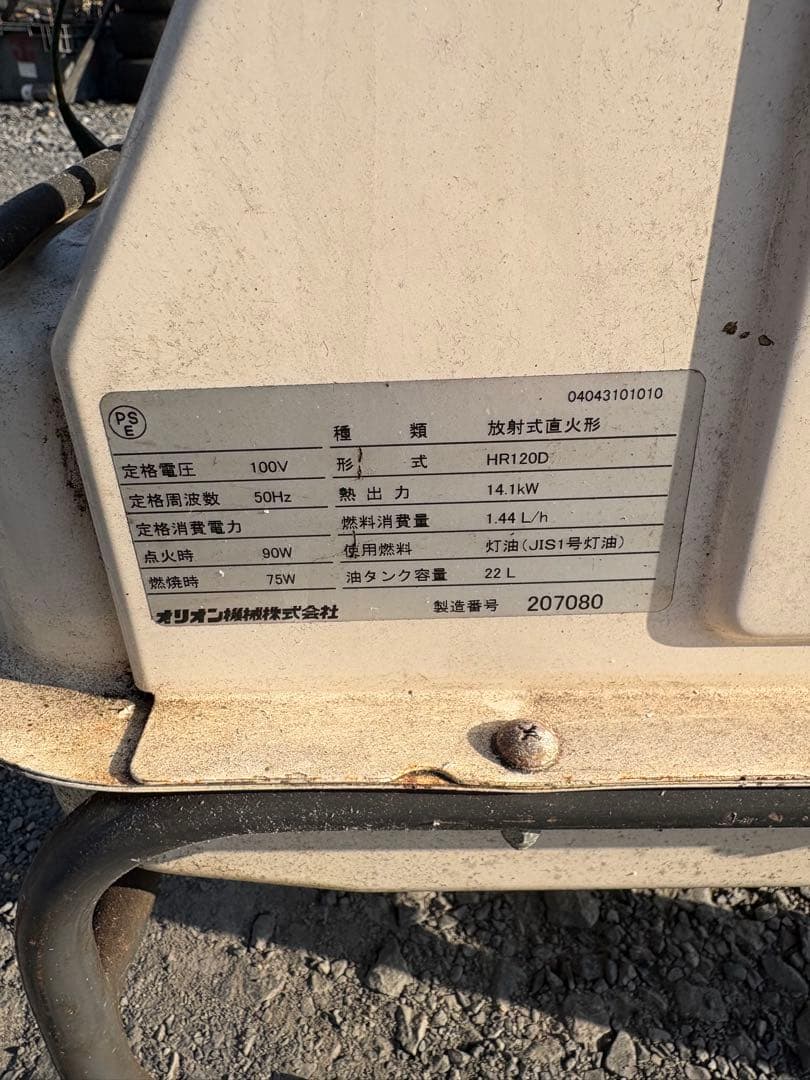 04043101010
PS
E
種類 放射式直火形
定格電圧 100V 形式 HR120D
定格周波数 50Hz 熱出力 14.1kW
定格消費電力 燃料消費量 1.44 L/h
点火時 90W 使用燃料 灯油(JIS1号灯油)
燃焼時 75W 油タンク容量 22 L
オリオン機械株式会社 製造番号 207080